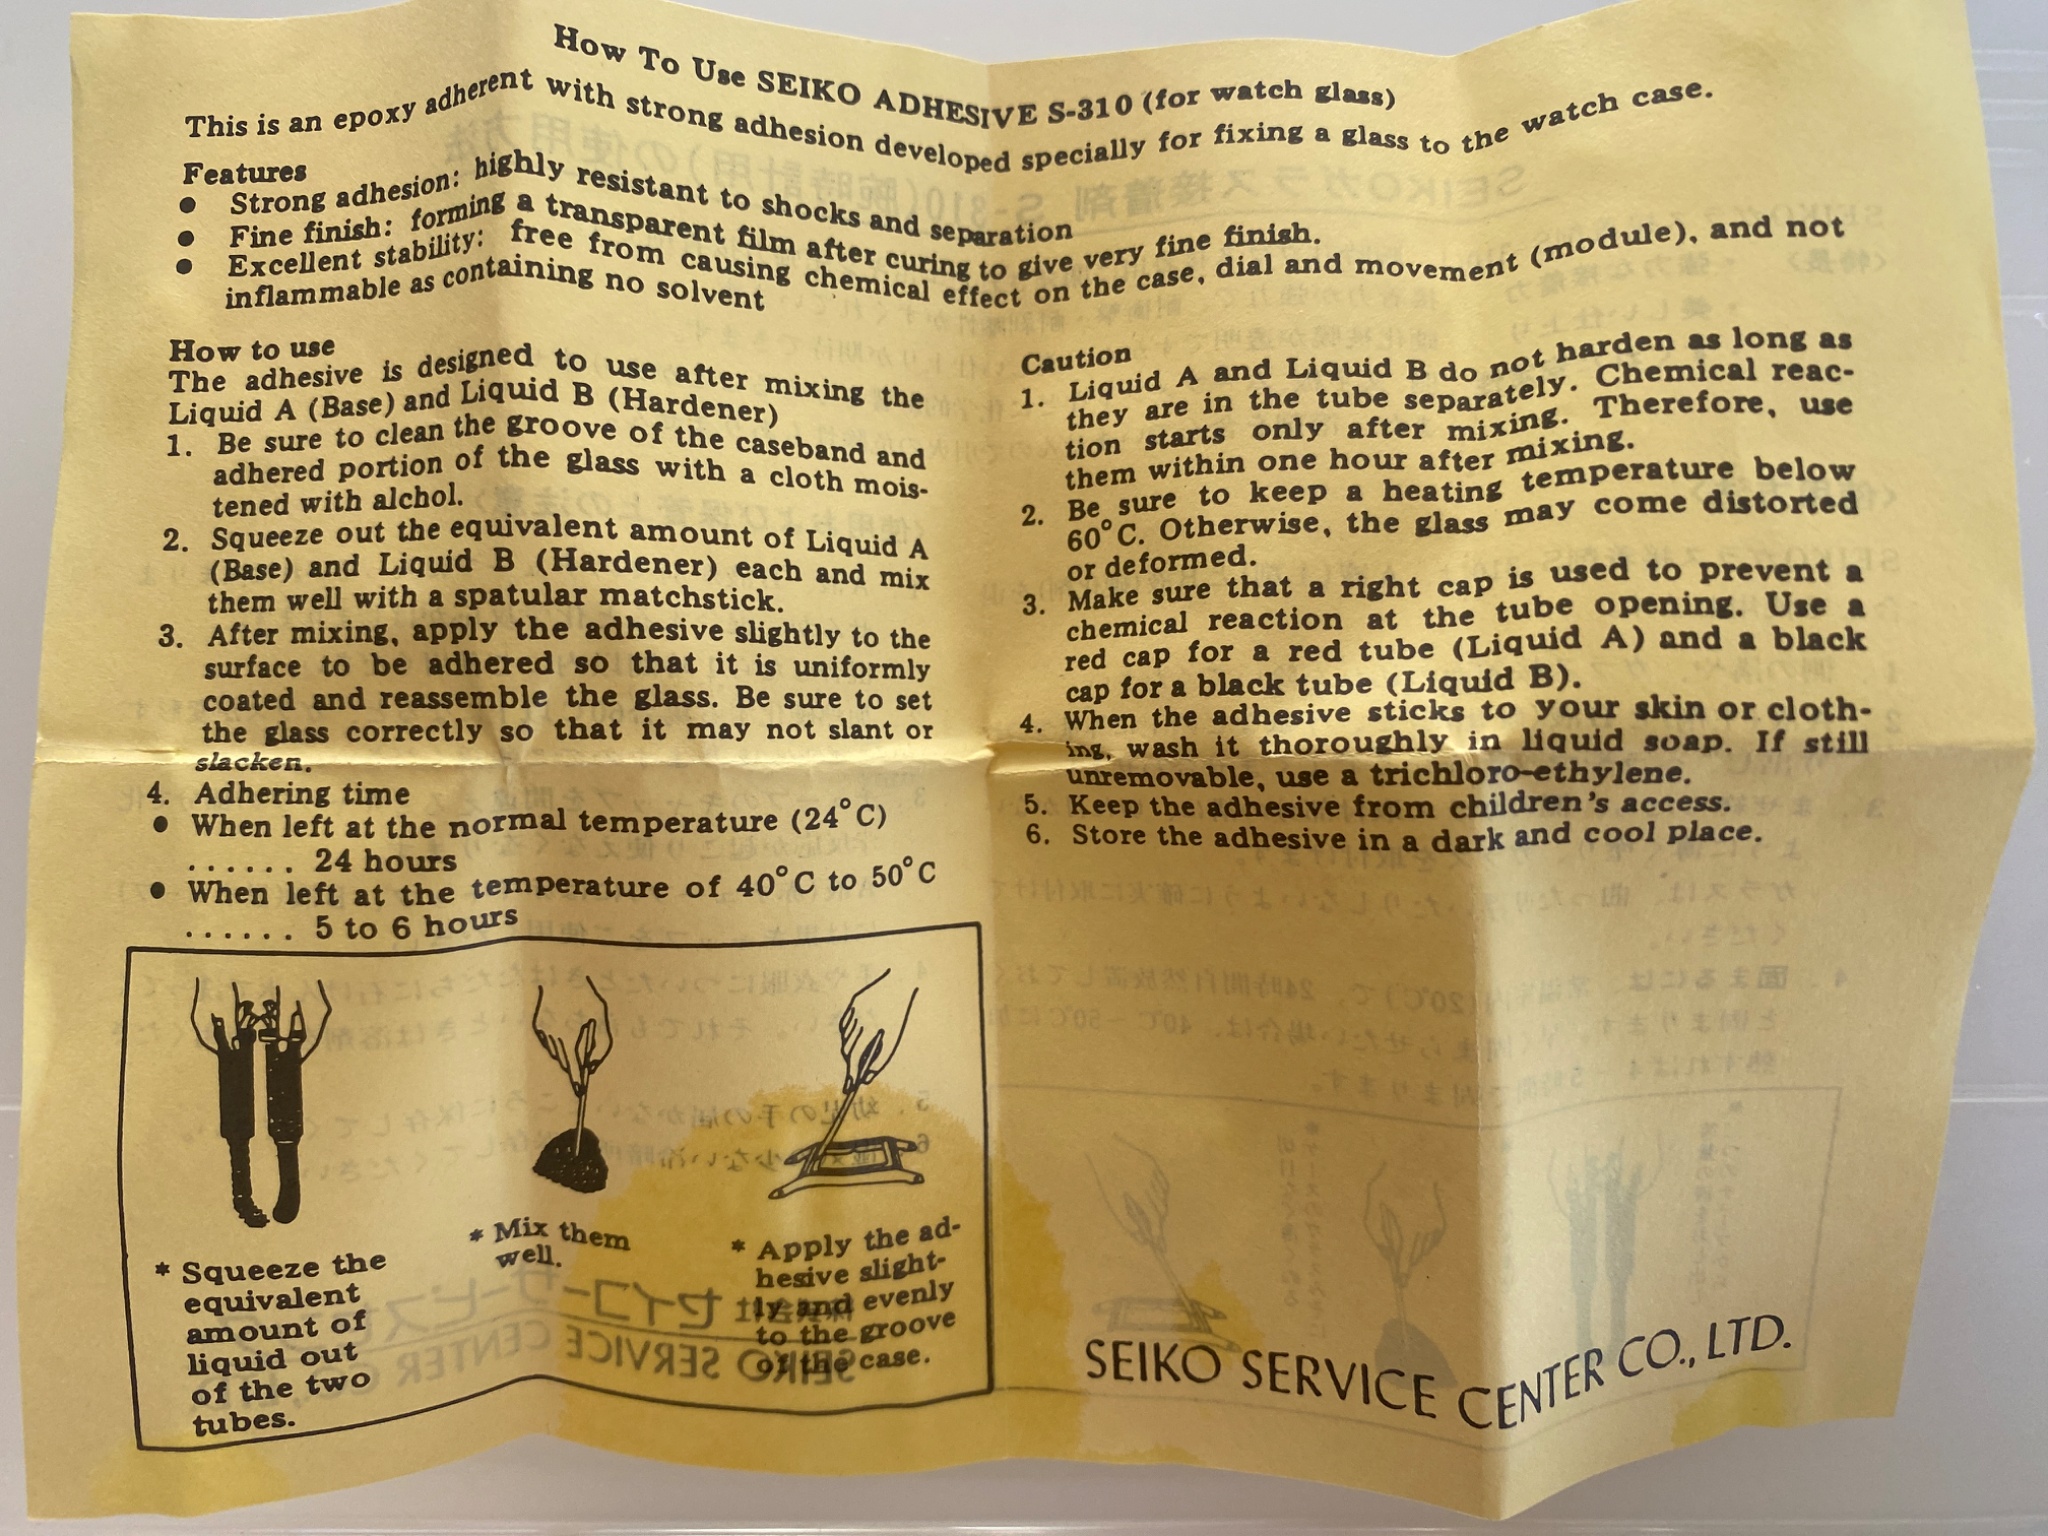 How To Use SEIKO ADHESIVE S-310 (for watch glass)
This is an epoxy adherent with strong adhesion developed specially for fixing a glass to the watch case.
Features
● Strong adhesion: highly resistant to shocks and separation
● Fine finish: forming a transparent film after curing to give very fine finish.
● Excellent stability: free from causing chemical effect on the case, dial and movement (module), and not
inflammable as containing no solvent
How to use
The adhesive is designed to use after mixing the
Liquid A (Base) and Liquid B (Hardener)
1. Be sure to clean the groove of the caseband and
adhered portion of the glass with a cloth mois-
tened with alchol.
2. Squeeze out the equivalent amount of Liquid A
(Base) and Liquid B (Hardener) each and mix
them well with a spatular matchstick.
3. After mixing, apply the adhesive slightly to the
surface to be adhered so that it is uniformly
coated and reassemble the glass. Be sure to set
the glass correctly so that it may not slant or
slacken.
4. Adhering time
● When left at the normal temperature (24°C)
...... 24 hours
● When left at the temperature of 40°C to 50°C
...... 5 to 6 hours
Caution
1. Liquid A and Liquid B do not harden as long as
they are in the tube separately. Chemical reac-
tion starts only after mixing. Therefore, use
them within one hour after mixing.
2. Be sure to keep a heating temperature below
60°C. Otherwise, the glass may come distorted
or deformed.
3. Make sure that a right cap is used to prevent a
chemical reaction at the tube opening. Use a
red cap for a red tube (Liquid A) and a black
cap for a black tube (Liquid B).
4. When the adhesive sticks to your skin or cloth-
ing, wash it thoroughly in liquid soap. If still
unremovable, use a trichloro-ethylene.
5. Keep the adhesive from children's access.
6. Store the adhesive in a dark and cool place.
* Squeeze the
equivalent
amount of
liquid out
of the two
tubes.
* Mix them
well.
* Apply the ad-
hesive slight-
ly and evenly
to the groove
of the case.
SEIKO SERVICE CENTER CO., LTD.